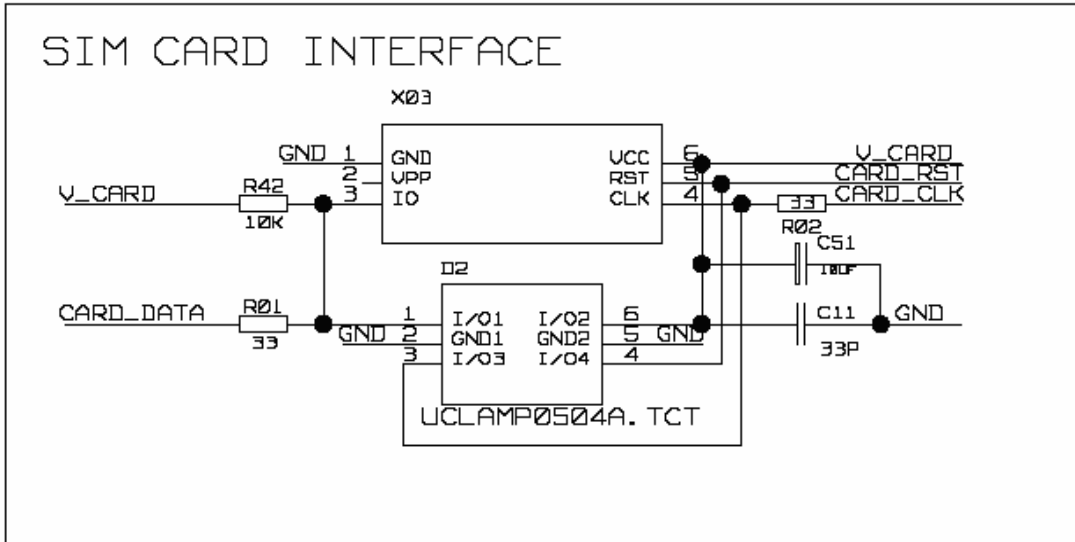 SIM CARD INTERFACE
X03
GND 1 GND VCC 6 V_CARD
2 VPP RST 5 CARD_RST
V_CARD R42 3 IO CLK 4 33 CARD_CLK
10K R02
C51
D2 10UF
CARD_DATA R01 1 I/O1 I/O2 6 C11 GND
33 GND 2 GND1 GND2 5 GND 33P
3 I/O3 I/O4 4
UCLAMP0504A.TCT